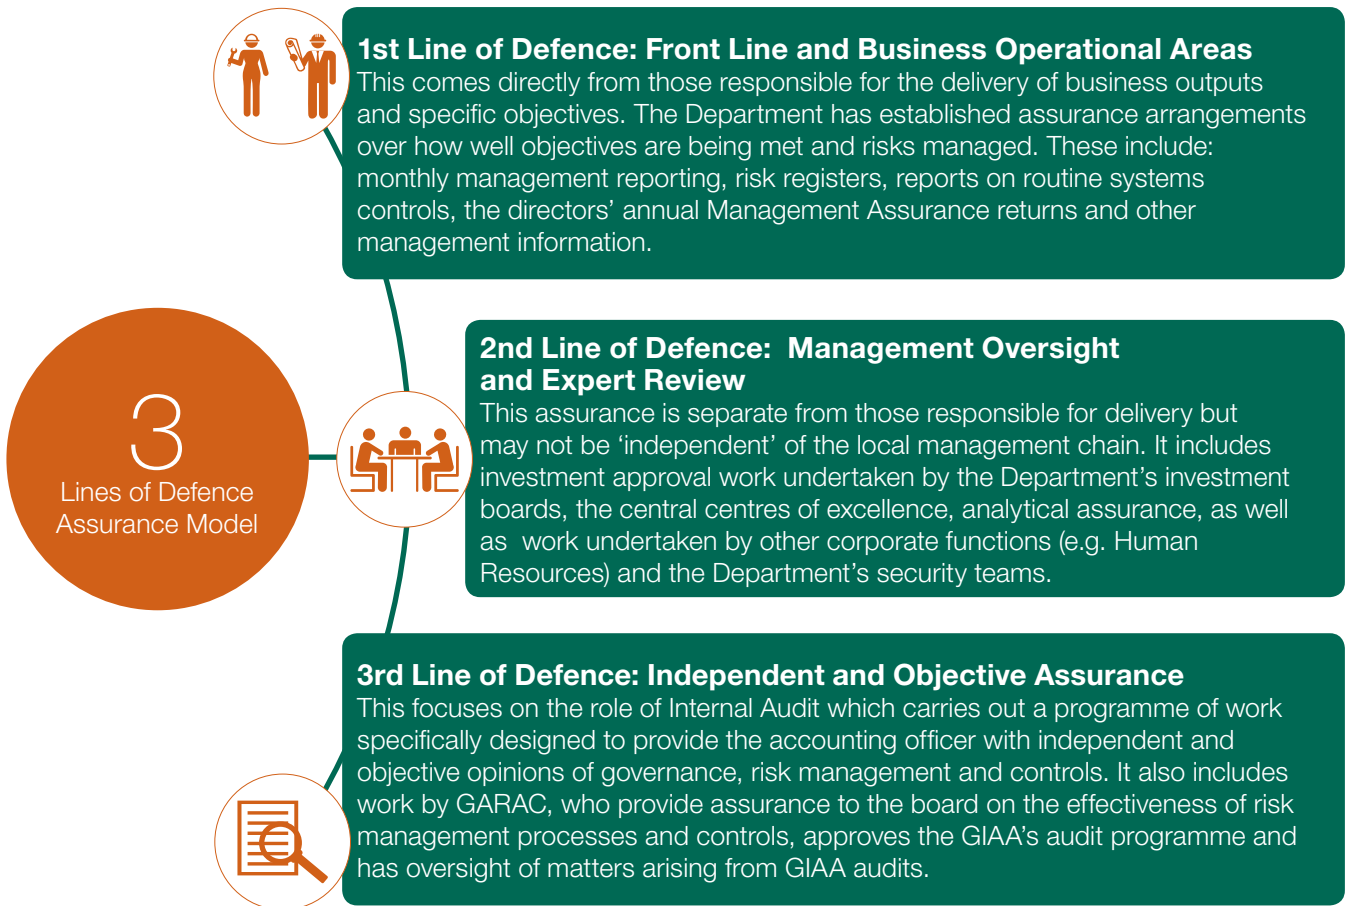 1st Line of Defence: Front Line and Business Operational Areas
This comes directly from those responsible for the delivery of business outputs
and specific objectives. The Department has established assurance arrangements
over how well objectives are being met and risks managed. These include:
monthly management reporting, risk registers, reports on routine systems
controls, the directors’ annual Management Assurance returns and other
management information.
3
Lines of Defence
Assurance Model
2nd Line of Defence:  Management Oversight
and Expert Review
This assurance is separate from those responsible for delivery but
may not be ‘independent’ of the local management chain. It includes
investment approval work undertaken by the Department’s investment
boards, the central centres of excellence, analytical assurance, as well
as  work undertaken by other corporate functions (e.g. Human
Resources) and the Department’s security teams.
3rd Line of Defence: Independent and Objective Assurance
This focuses on the role of Internal Audit which carries out a programme of work
specifically designed to provide the accounting officer with independent and
objective opinions of governance, risk management and controls. It also includes
work by GARAC, who provide assurance to the board on the effectiveness of risk
management processes and controls, approves the GIAA’s audit programme and
has oversight of matters arising from GIAA audits.